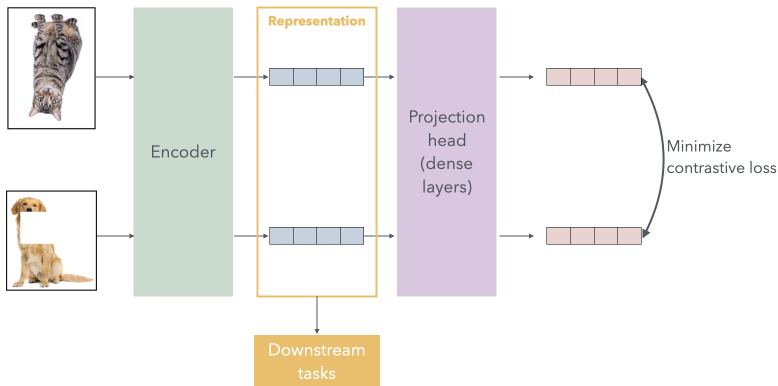 Representation
Encoder
Projection
head
(dense
layers)
Minimize
contrastive loss
Downstream
tasks